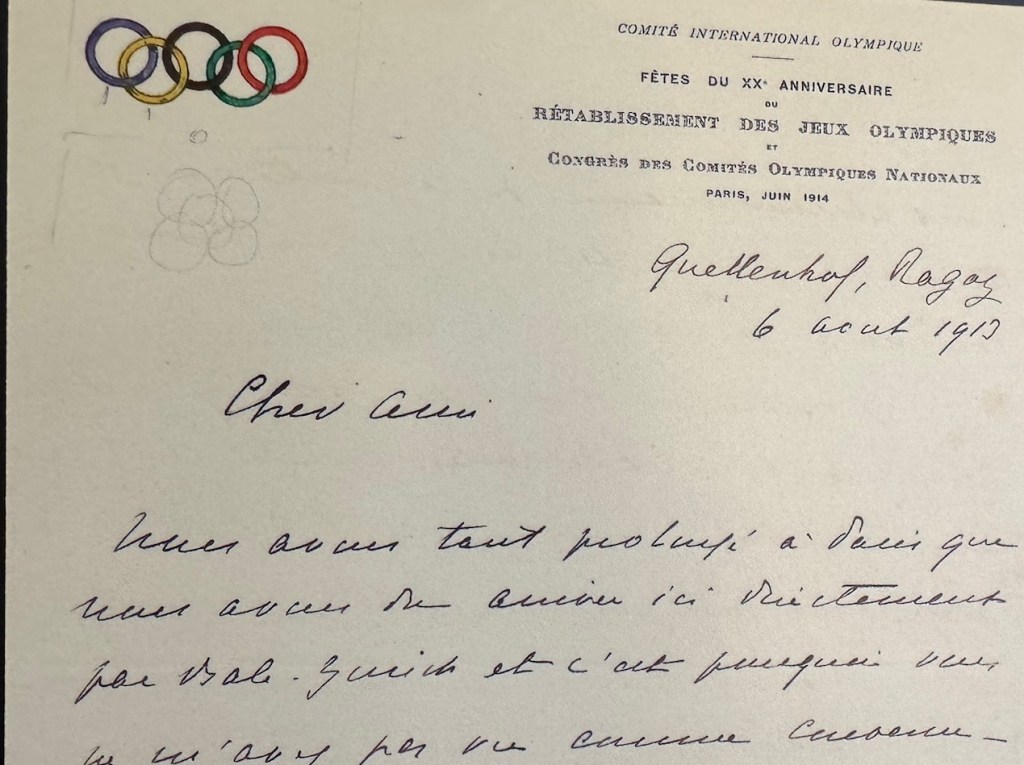 COMITÉ INTERNATIONAL OLYMPIQUE
FÊTES DU XXe ANNIVERSAIRE
DU
RÉTABLISSEMENT DES JEUX OLYMPIQUES
ET
CONGRÈS DES COMITÉS OLYMPIQUES NATIONAUX
PARIS, JUIN 1914
Quellenhof, Ragaz
6 aout 1913
Cher ami
Nous avons tant prolongé à Paris que
nous avons du arriver ici directement
par Bale-Zurich et c'est pourquoi vous
ne m'avez pas vu comme convenu